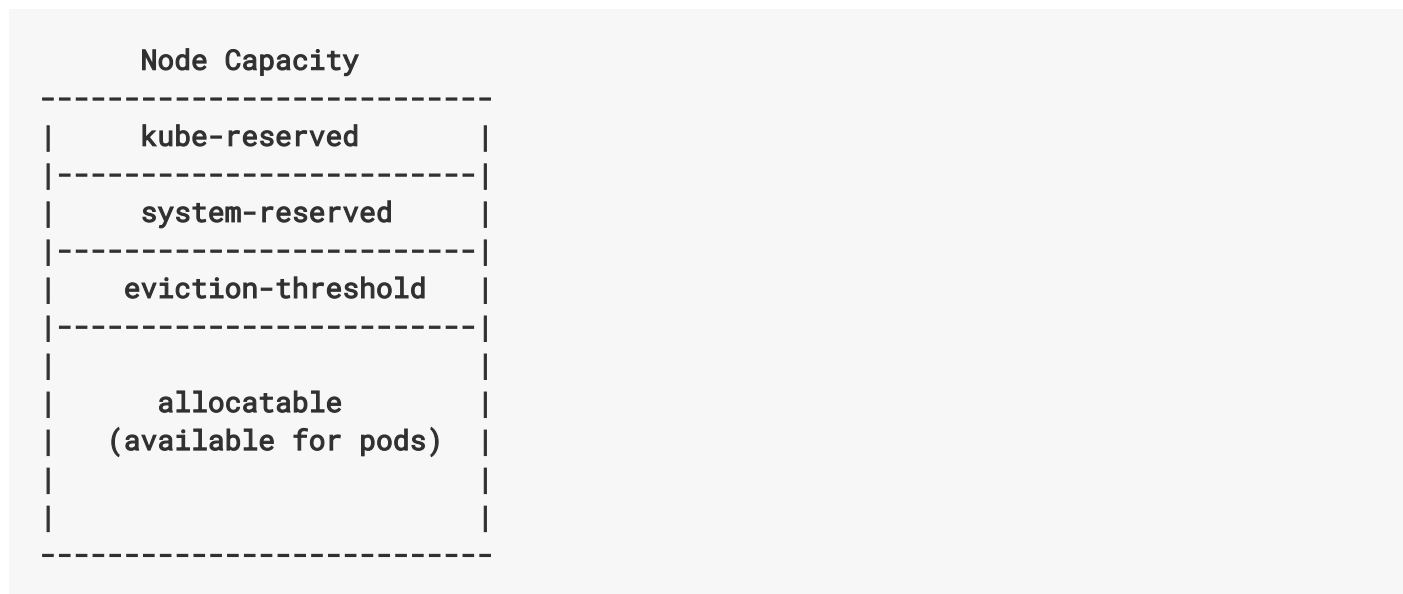 Node Capacity
---------------------------
|     kube-reserved       |
|-------------------------|
|     system-reserved     |
|-------------------------|
|    eviction-threshold   |
|-------------------------|
|                         |
|      allocatable        |
|   (available for pods)  |
|                         |
|                         |
---------------------------